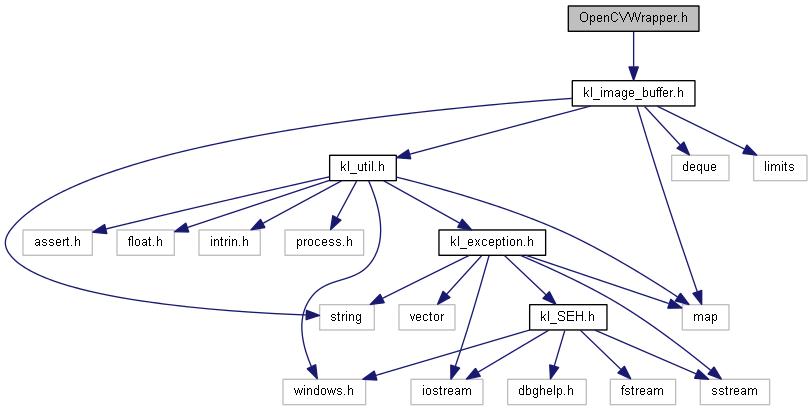 OpenCVWrapper.h
kl_image_buffer.h
kl_util.h
deque
limits
assert.h
float.h
intrin.h
process.h
kl_exception.h
string
vector
kl_SEH.h
map
windows.h
iostream
dbghelp.h
fstream
sstream